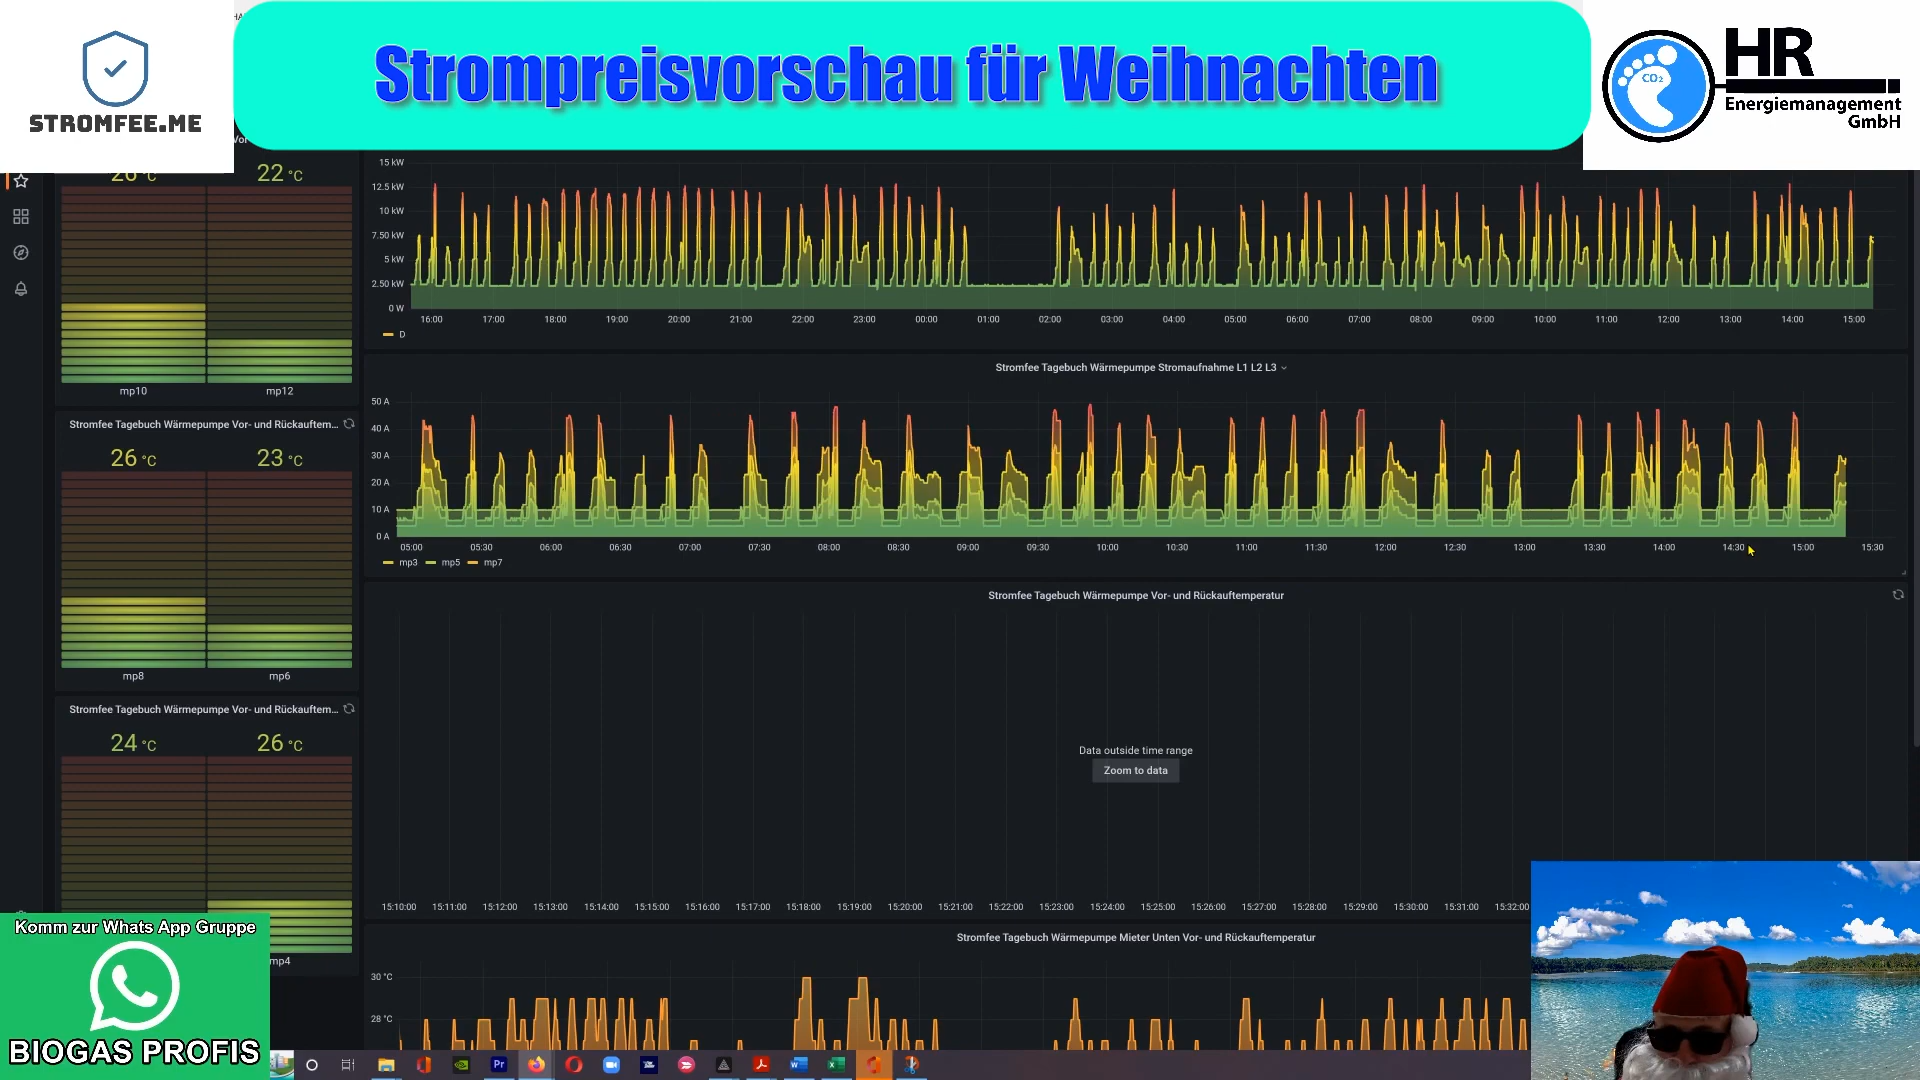 Strompreisvorschau für Weihnachten
STROMFEE.ME
HR
Energiemanagement
GmbH
CO2
22 °C
mp10
mp12
15 kW
12.5 kW
10 kW
7.50 kW
5 kW
2.50 kW
0 W
16:00 17:00 18:00 19:00 20:00 21:00 22:00 23:00 00:00 01:00 02:00 03:00 04:00 05:00 06:00 07:00 08:00 09:00 10:00 11:00 12:00 13:00 14:00 15:00
D
Stromfee Tagebuch Wärmepumpe Stromaufnahme L1 L2 L3
50 A
40 A
30 A
20 A
10 A
0 A
05:00 05:30 06:00 06:30 07:00 07:30 08:00 08:30 09:00 09:30 10:00 10:30 11:00 11:30 12:00 12:30 13:00 13:30 14:00 14:30 15:00 15:30
mp3 mp5 mp7
Stromfee Tagebuch Wärmepumpe Vor- und Rückauftem...
26 °C 23 °C
mp8 mp6
Stromfee Tagebuch Wärmepumpe Vor- und Rückauftemperatur
Data outside time range
Zoom to data
15:10:00 15:11:00 15:12:00 15:13:00 15:14:00 15:15:00 15:16:00 15:17:00 15:18:00 15:19:00 15:20:00 15:21:00 15:22:00 15:23:00 15:24:00 15:25:00 15:26:00 15:27:00 15:28:00 15:29:00 15:30:00 15:31:00 15:32:00
Stromfee Tagebuch Wärmepumpe Vor- und Rückauftem...
24 °C 26 °C
mp4
Stromfee Tagebuch Wärmepumpe Mieter Unten Vor- und Rückauftemperatur
30 °C
28 °C
Komm zur Whats App Gruppe
BIOGAS PROFIS
Pr